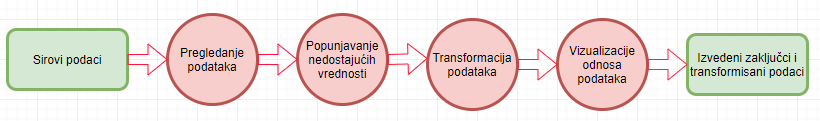 Sirovi podaci
Pregledanje
podataka
Popunjavanje
nedostajućih
vrednosti
Transformacija
podataka
Vizualizacije
odnosa
podataka
Izvedeni zaključci i
transformisani podaci